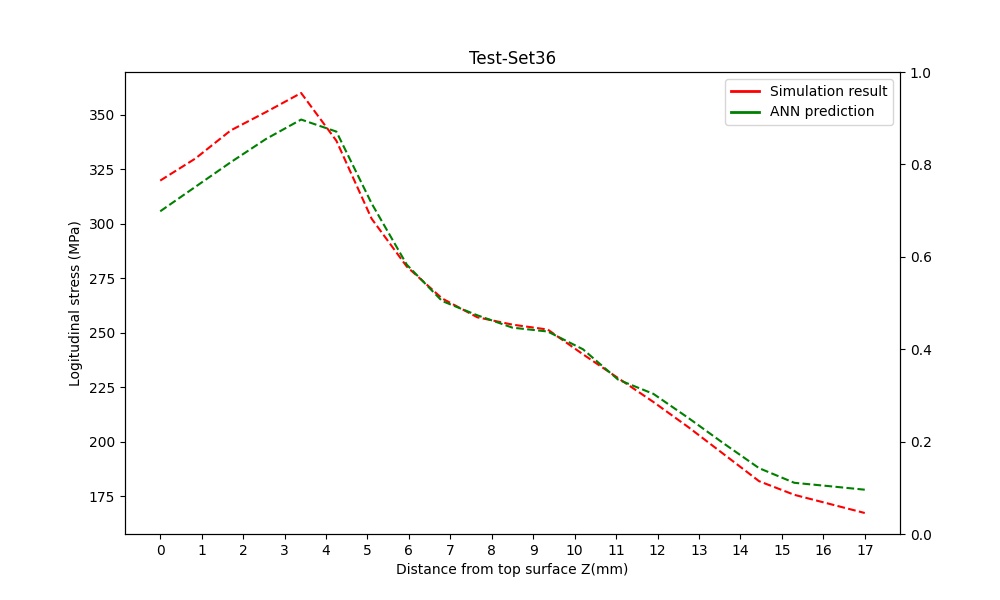 Test-Set36
Simulation result
ANN prediction
Logitudinal stress (MPa)
350
325
300
275
250
225
200
175
1.0
0.8
0.6
0.4
0.2
0.0
0 1 2 3 4 5 6 7 8 9 10 11 12 13 14 15 16 17
Distance from top surface Z(mm)